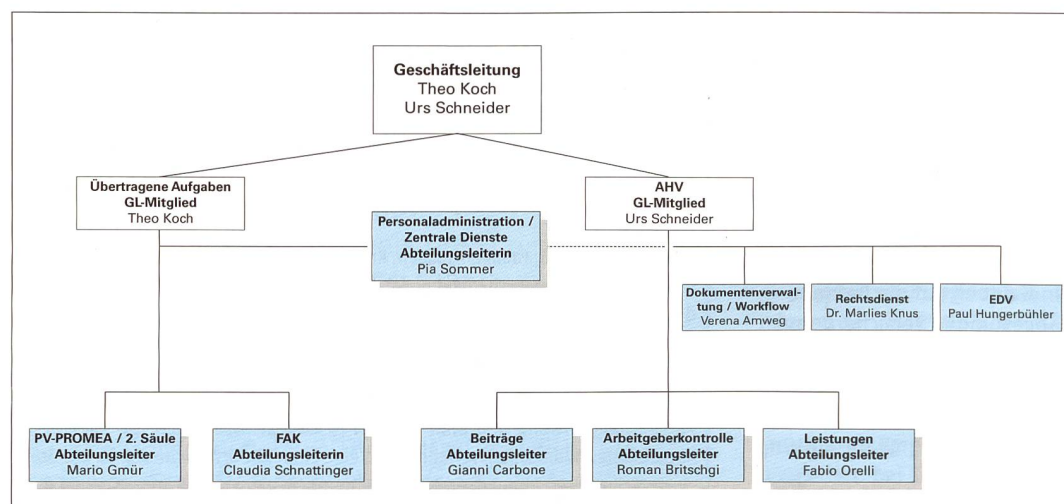 Geschäftsleitung
Theo Koch
Urs Schneider
Übertragene Aufgaben
GL-Mitglied
Theo Koch
AHV
GL-Mitglied
Urs Schneider
Personaladministration /
Zentrale Dienste
Abteilungsleiterin
Pia Sommer
Dokumentenverwal-
tung / Workflow
Verena Amweg
Rechtsdienst
Dr. Marlies Knus
EDV
Paul Hungerbühler
PV-PROMEA / 2. Säule
Abteilungsleiter
Mario Gmür
FAK
Abteilungsleiterin
Claudia Schnattinger
Beiträge
Abteilungsleiter
Gianni Carbone
Arbeitgeberkontrolle
Abteilungsleiter
Roman Britschgi
Leistungen
Abteilungsleiter
Fabio Orelli